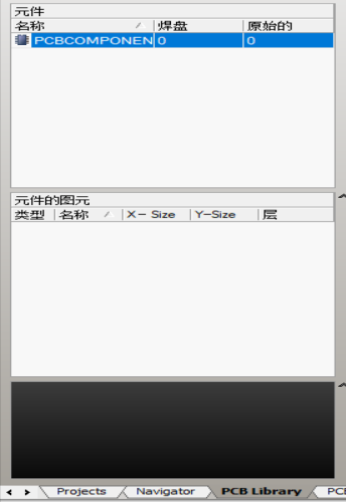 元件
名称 焊盘 原始的
PCBCOMPONEN 0 0
元件的图元
类型 名称 X- Size Y-Size 层
Projects Navigator PCB Library PC